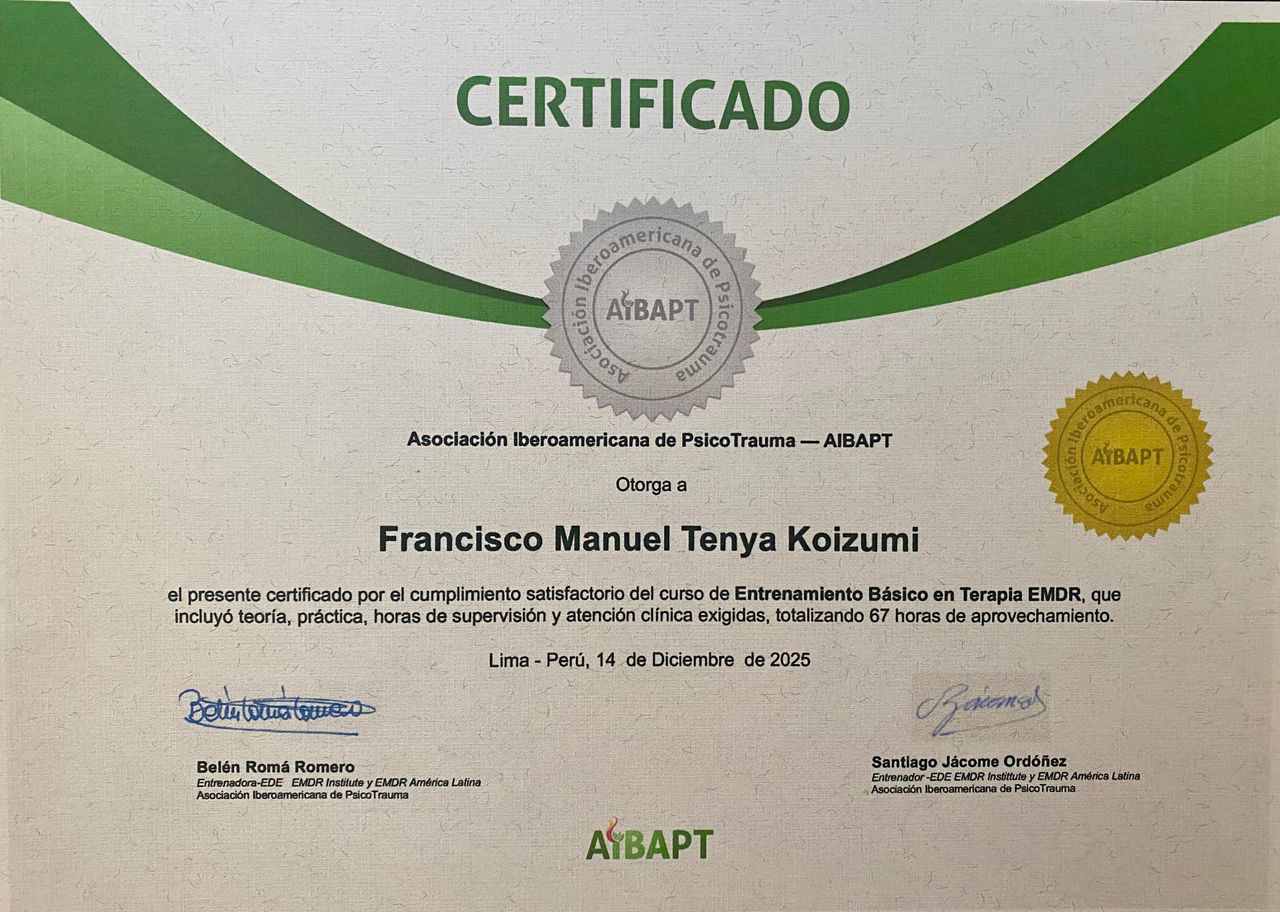 CERTIFICADO
Asociación Iberoamericana de Psicotrauma
AIBAPT
Asociación Iberoamericana de PsicoTrauma — AIBAPT
Asociación Iberoamericana de Psicotrauma
AIBAPT
Otorga a
Francisco Manuel Tenya Koizumi
el presente certificado por el cumplimiento satisfactorio del curso de Entrenamiento Básico en Terapia EMDR, que
incluyó teoría, práctica, horas de supervisión y atención clínica exigidas, totalizando 67 horas de aprovechamiento.
Lima - Perú, 14 de Diciembre de 2025
Belén Romá Romero
Entrenadora-EDE EMDR Institute y EMDR América Latina
Asociación Iberoamericana de PsicoTrauma
Santiago Jácome Ordóñez
Entrenador -EDE EMDR Instittute y EMDR América Latina
Asociación Iberoamericana de PsicoTrauma
AIBAPT